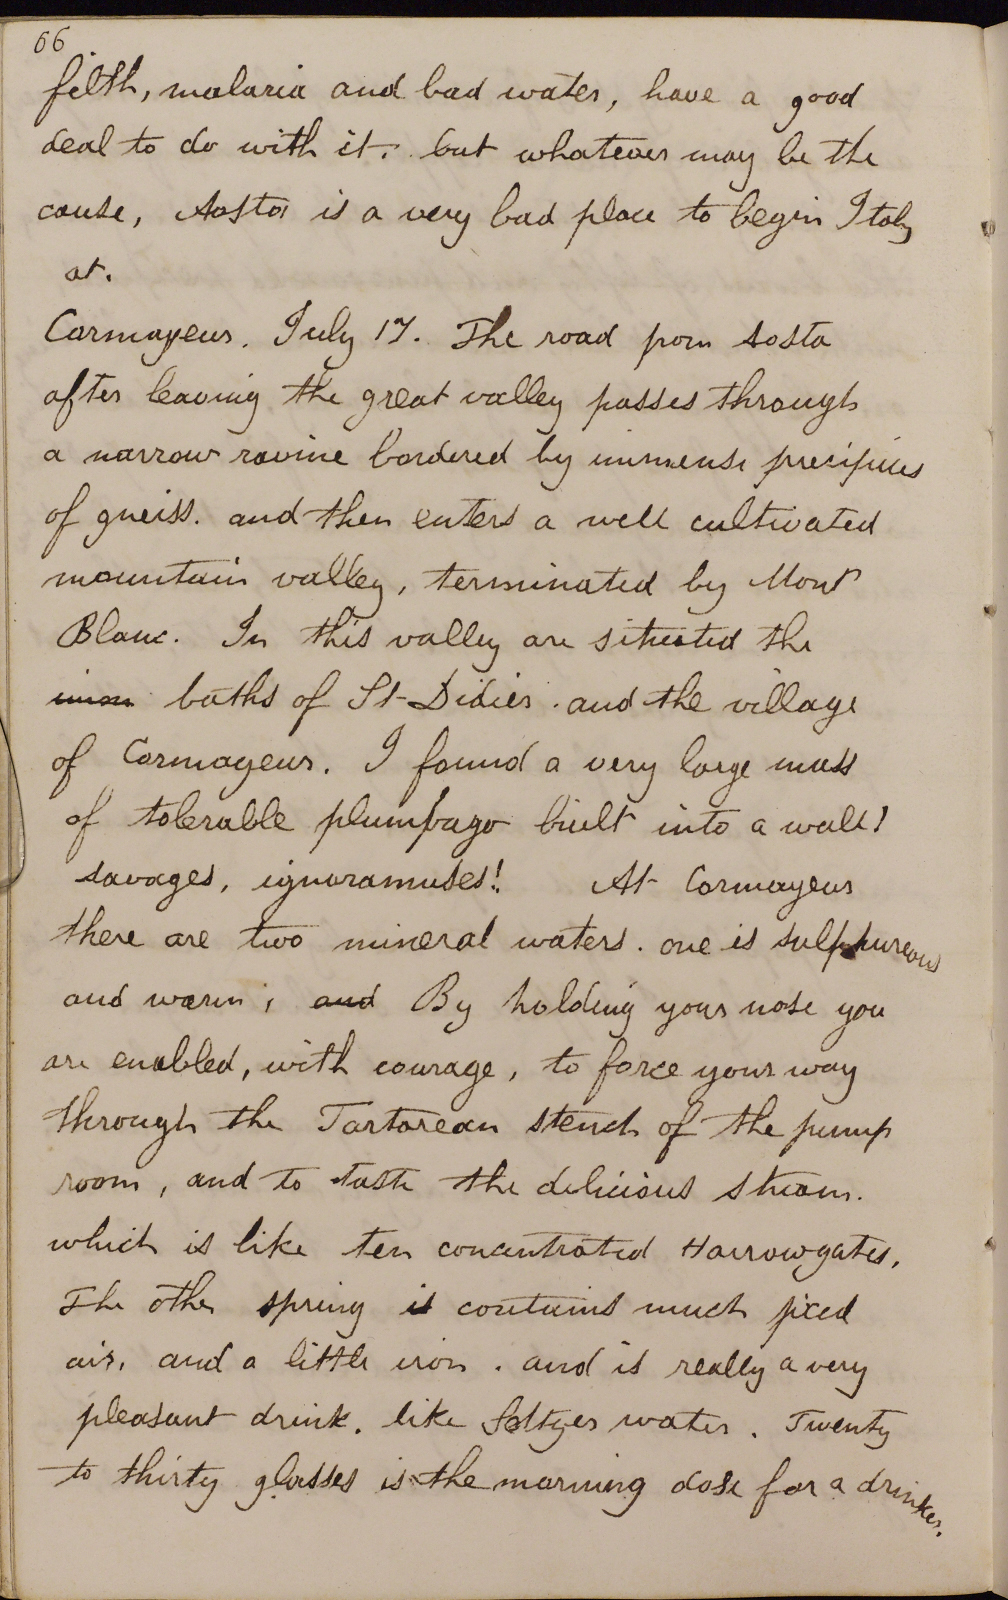 66
filth, malaria and bad water, have a good
deal to do with it. but whatever may be the
cause, Aosta is a very bad place to begin Italy
at.
Cormayeur. July 17. The road from Aosta
after leaving the great valley passes through
a narrow ravine bordered by immense precipices
of gneiss. and then enters a well cultivated
mountain valley, terminated by Mont
Blanc. In this valley are situated the
baths of St Didier. and the village
of Cormayeur. I found a very large mass
of tolerable plumbago built into a wall!
savages, ignoramuses!! At Cormayeur
there are two mineral waters. one is sulphureous
and warm; and By holding your nose you
are enabled, with courage, to force your way
through the Tartarean stench of the pump
room, and to taste the delicious stream.
which is like ten concentrated Harrowgates.
The other spring is contains much fixed
air, and a little iron. and is really a very
pleasant drink. like Seltzer water. Twenty
to thirty glasses is the morning dose for a drinker.